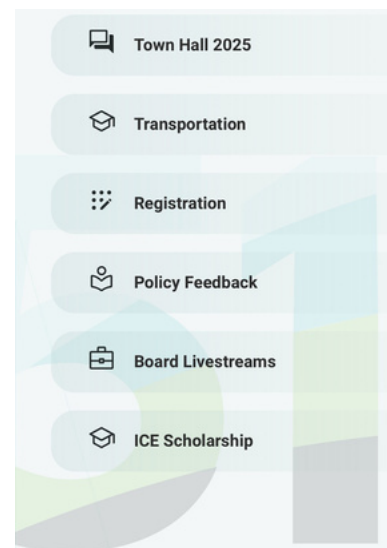 Town Hall 2025
Transportation
Registration
Policy Feedback
Board Livestreams
ICE Scholarship